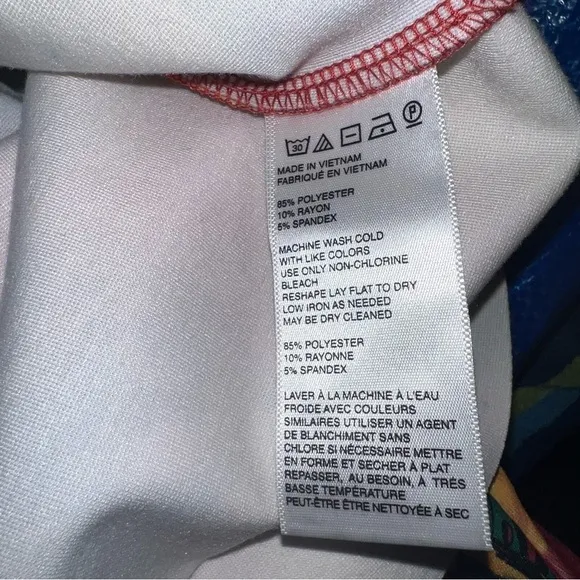 30 P
MADE IN VIETNAM
FABRIQUÉ EN VIETNAM
85% POLYESTER
10% RAYON
5% SPANDEX
MACHINE WASH COLD
WITH LIKE COLORS
USE ONLY NON-CHLORINE
BLEACH
RESHAPE LAY FLAT TO DRY
LOW IRON AS NEEDED
MAY BE DRY CLEANED
85% POLYESTER
10% RAYONNE
5% SPANDEX
LAVER À LA MACHINE À L'EAU
FROIDE AVEC COULEURS
SIMILAIRES UTILISER UN AGENT
DE BLANCHIMENT SANS
CHLORE SI NÉCESSAIRE METTRE
EN FORME ET SECHER À PLAT
REPASSER, AU BESOIN, À TRÉS
BASSE TEMPÉRATURE
PEUT-ÊTRE ÊTRE NETTOYÉE À SEC